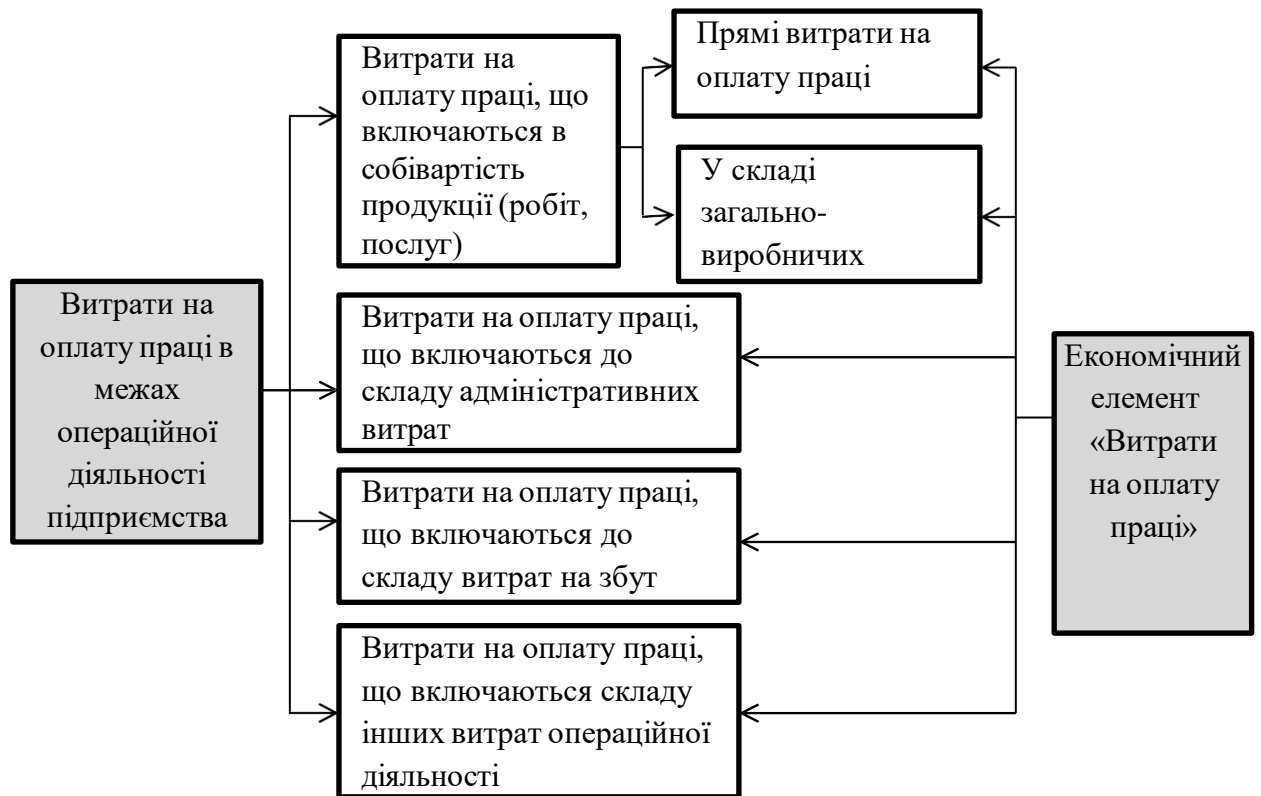 Витрати на
оплату праці в
межах
операційної
діяльності
підприємства
Витрати на
оплату праці, що
включаються в
собівартість
продукції (робіт,
послуг)
Прямі витрати на
оплату праці
У складі
загально-
виробничих
Витрати на оплату праці,
що включаються до
складу адміністративних
витрат
Витрати на оплату праці,
що включаються до
складу витрат на збут
Витрати на оплату праці,
що включаються складу
інших витрат операційної
діяльності
Економічний
елемент
«Витрати
на оплату
праці»